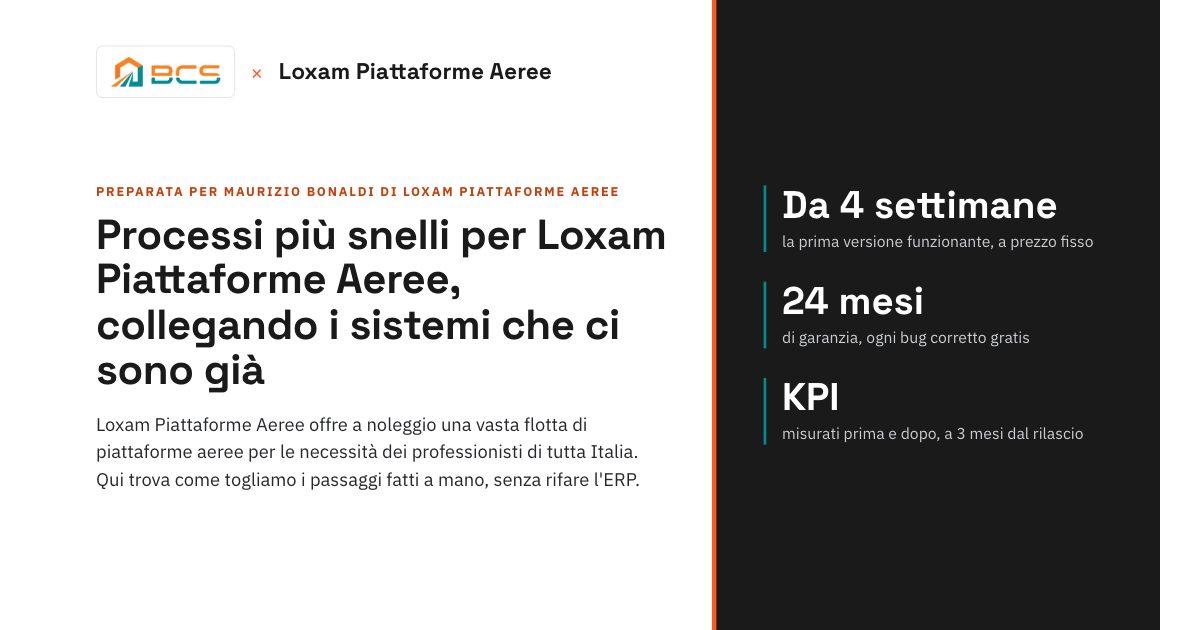 BCS × Loxam Piattaforme Aeree
PREPARATA PER MAURIZIO BONALDI DI LOXAM PIATTAFORME AEREE
Processi più snelli per Loxam
Piattaforme Aeree,
collegando i sistemi che ci
sono già
Loxam Piattaforme Aeree offre a noleggio una vasta flotta di
piattaforme aeree per le necessità dei professionisti di tutta Italia.
Qui trova come togliamo i passaggi fatti a mano, senza rifare l'ERP.
Da 4 settimane
la prima versione funzionante, a prezzo fisso
24 mesi
di garanzia, ogni bug corretto gratis
KPI
misurati prima e dopo, a 3 mesi dal rilascio